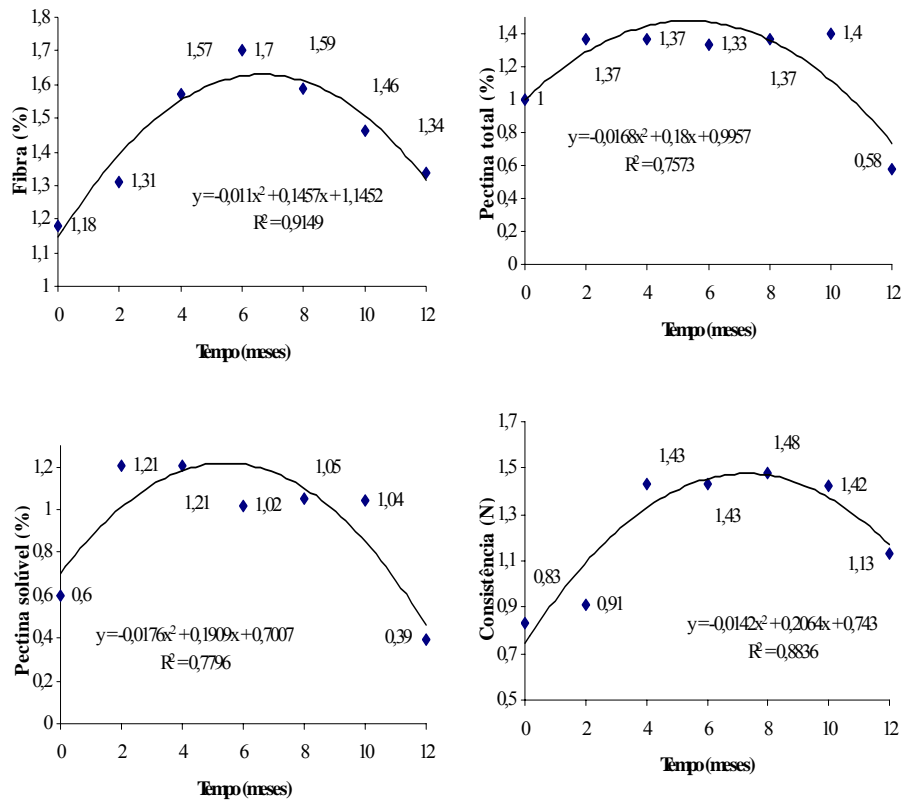 1,8
1,7
1,6
1,5
1,4
1,3
1,2
1,1
1
Fibra (%)
1,18
1,31
1,57
1,7
1,59
1,46
1,34
y = -0,011x² + 0,1457x + 1,1452
R² = 0,9149
0 2 4 6 8 10 12
Tempo (meses)
1,4
1,2
1
0,8
0,6
0,4
0,2
0
Pectina total (%)
1
1,37
1,37
1,33
1,37
1,4
0,58
y = -0,0168x² + 0,18x + 0,9957
R² = 0,7573
0 2 4 6 8 10 12
Tempo (meses)
1,2
1
0,8
0,6
0,4
0,2
0
Pectina solúvel (%)
0,6
1,21
1,21
1,02
1,05
1,04
0,39
y = -0,0176x² + 0,1909x + 0,7007
R² = 0,7796
0 2 4 6 8 10 12
Tempo (meses)
1,7
1,5
1,3
1,1
0,9
0,7
0,5
Consistência (N)
0,83
0,91
1,43
1,43
1,48
1,42
1,13
y = -0,0142x² + 0,2064x + 0,743
R² = 0,8836
0 2 4 6 8 10 12
Tempo (meses)